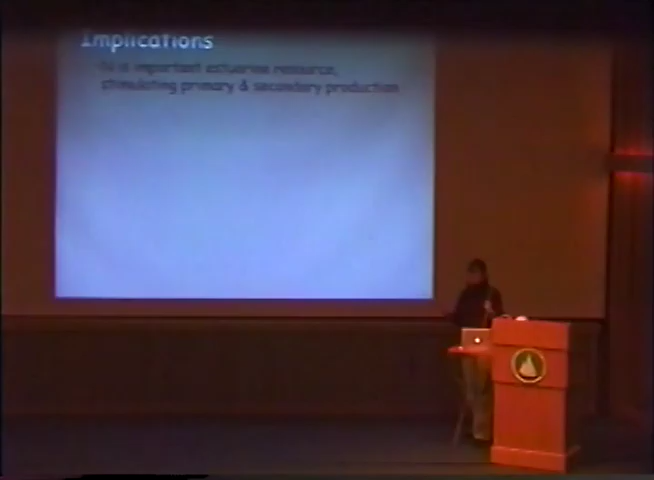 Implications
N is important estuarine resource,
stimulating primary & secondary production